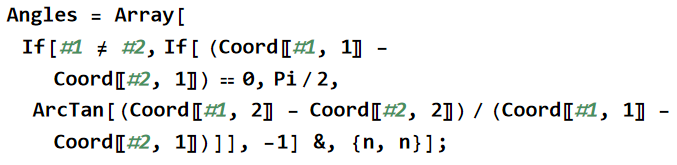 Angles = Array[
If[#1 ≠ #2, If[ (Coord〚#1, 1〛 -
Coord〚#2, 1〛) == 0, Pi / 2,
ArcTan[(Coord〚#1, 2〛 - Coord〚#2, 2〛) / (Coord〚#1, 1〛 -
Coord〚#2, 1〛)]], -1] &, {n, n}];